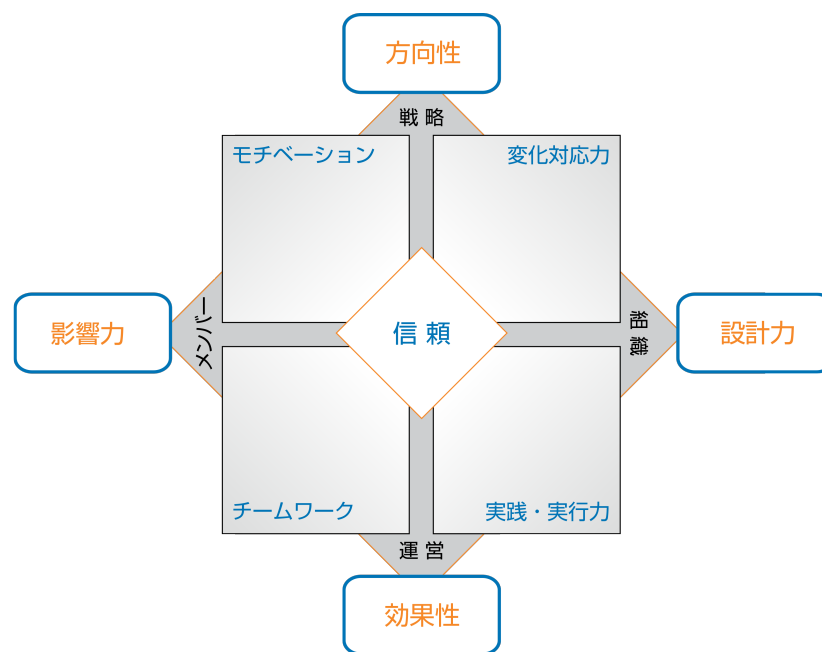 方向性
戦略
モチベーション
変化対応力
影響力
メンバー
信頼
組織
設計力
チームワーク
実践・実行力
運営
効果性